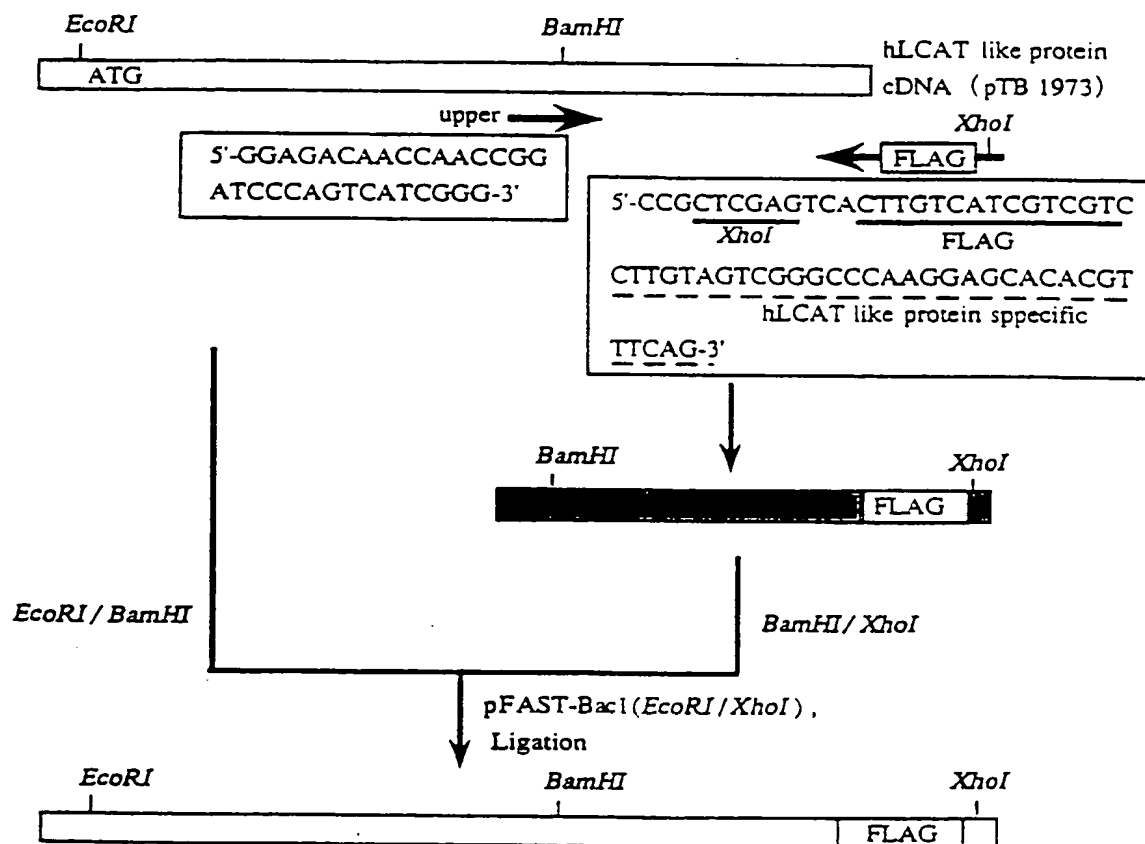 EcoRI
BamHI
ATG
hLCAT like protein
cDNA (pTB 1973)
upper
5'-GGAGACAACCAACCGG
ATCCCAGTCATCGGG-3'
XhoI
FLAG
5'-CCGCTCGAGTCACTTGTCATCGTCGTC
XhoI
FLAG
CTTGTAGTCGGGCCCAAGGAGCACACGT
hLCAT like protein sppecific
TTCAG-3'
BamHI
XhoI
FLAG
EcoRI / BamHI
BamHI / XhoI
pFAST-Bac1(EcoRI / XhoI),
Ligation
EcoRI
BamHI
XhoI
FLAG